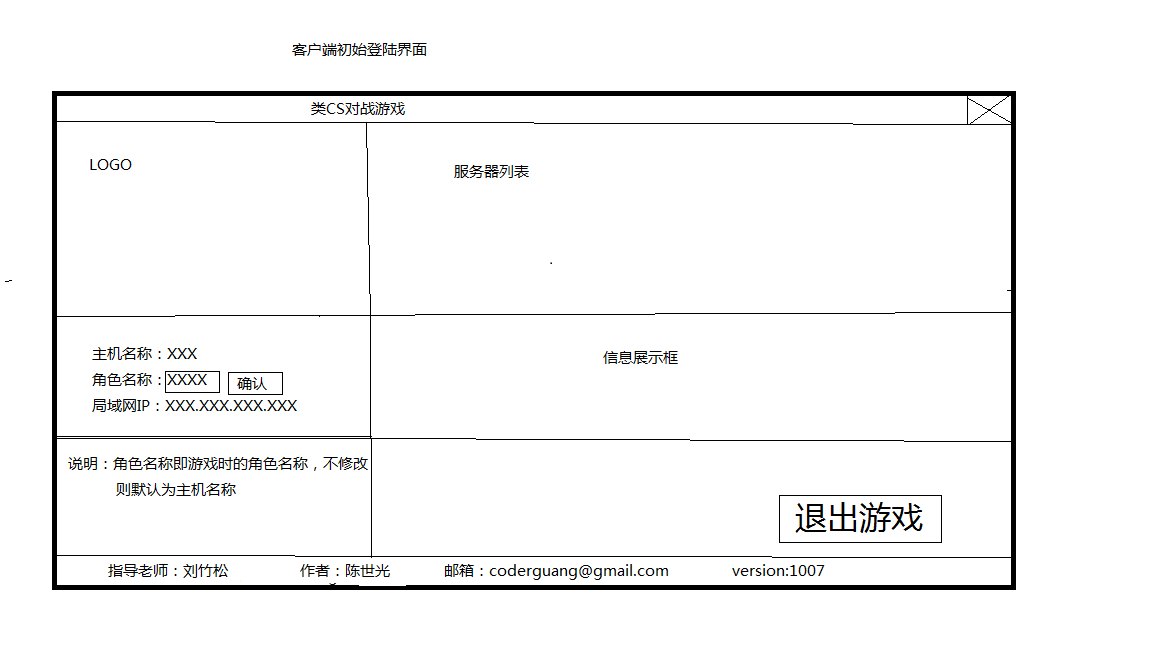 客户端初始登陆界面
类CS对战游戏
LOGO
服务器列表
主机名称：XXX
角色名称：XXXX 确认
局域网IP：XXX.XXX.XXX.XXX
信息展示框
说明：角色名称即游戏时的角色名称，不修改
则默认为主机名称
退出游戏
指导老师：刘竹松 作者：陈世光 邮箱：coderguang@gmail.com version:1007